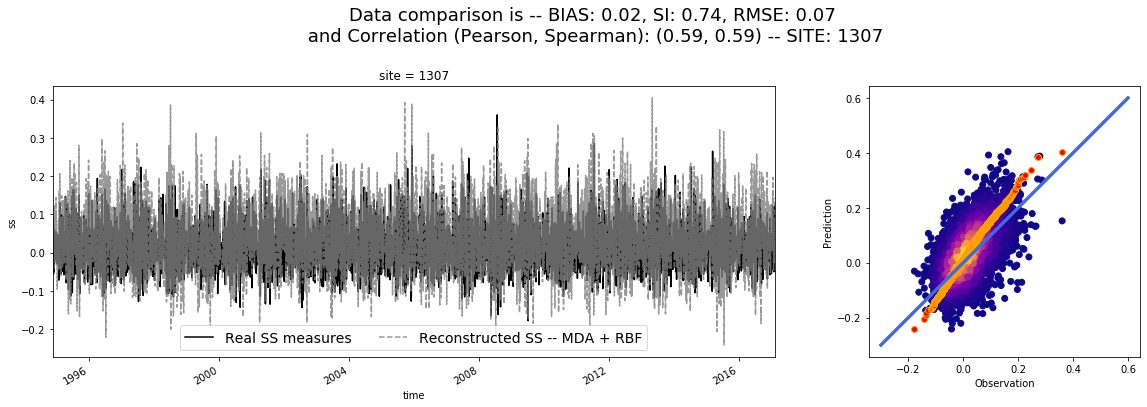 Data comparison is -- BIAS: 0.02, SI: 0.74, RMSE: 0.07
and Correlation (Pearson, Spearman): (0.59, 0.59) -- SITE: 1307
site = 1307
0.4
0.3
0.2
0.1
0.0
−0.1
−0.2
ss
Real SS measures
Reconstructed SS -- MDA + RBF
1996
2000
2004
2008
2012
2016
time
0.6
0.4
0.2
0.0
−0.2
Prediction
−0.2
0.0
0.2
0.4
0.6
Observation